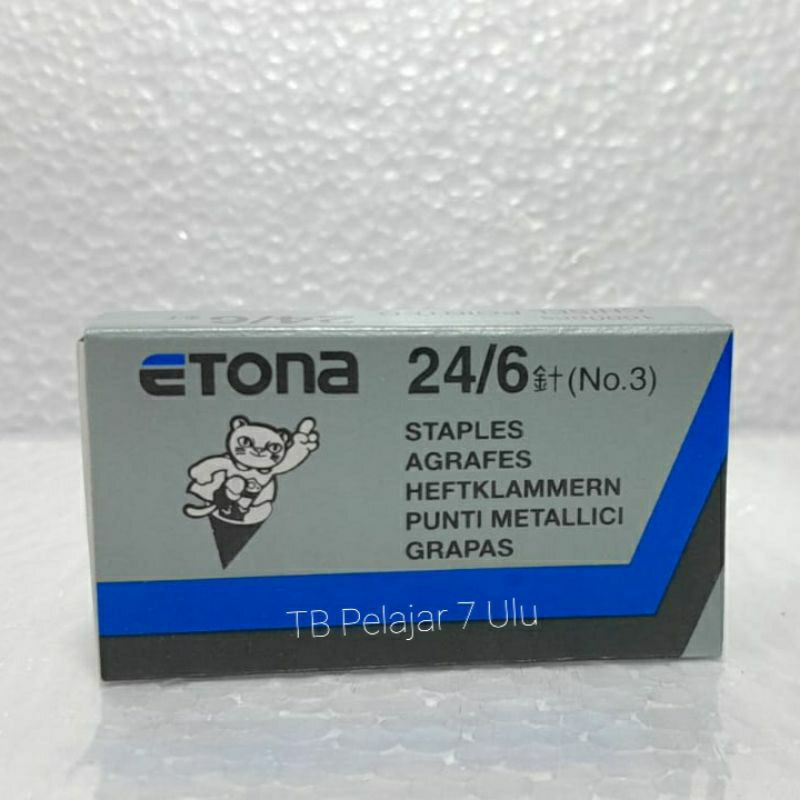 ETONA
24/6針(No.3)
STAPLES
AGRAFES
HEFTKLAMMERN
PUNTI METALLICI
GRAPAS
TB Pelajar 7 Ulu